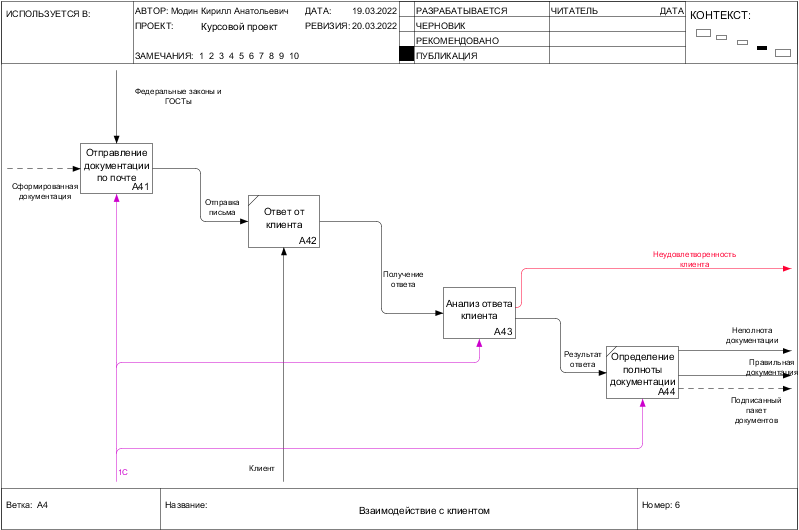 ИСПОЛЬЗУЕТСЯ В:
АВТОР: Модин Кирилл Анатольевич
ДАТА: 19.03.2022
ПРОЕКТ: Курсовой проект
РЕВИЗИЯ: 20.03.2022
ЗАМЕЧАНИЯ: 1 2 3 4 5 6 7 8 9 10
РАЗРАБАТЫВАЕТСЯ
ЧЕРНОВИК
РЕКОМЕНДОВАНО
ПУБЛИКАЦИЯ
ЧИТАТЕЛЬ
ДАТА
КОНТЕКСТ:
Федеральные законы и
ГОСТы
Отправление
документации
по почте
A41
Сформированная
документация
Отправка
письма
Ответ от
клиента
A42
Получение
ответа
Неудовлетворенность
клиента
Анализ ответа
клиента
A43
Результат
ответа
Определение
полноты
документации
A44
Неполнота
документации
Правильная
документация
Подписанный
пакет
документов
1С
Клиент
Ветка: A4
Название:
Взаимодействие с клиентом
Номер: 6